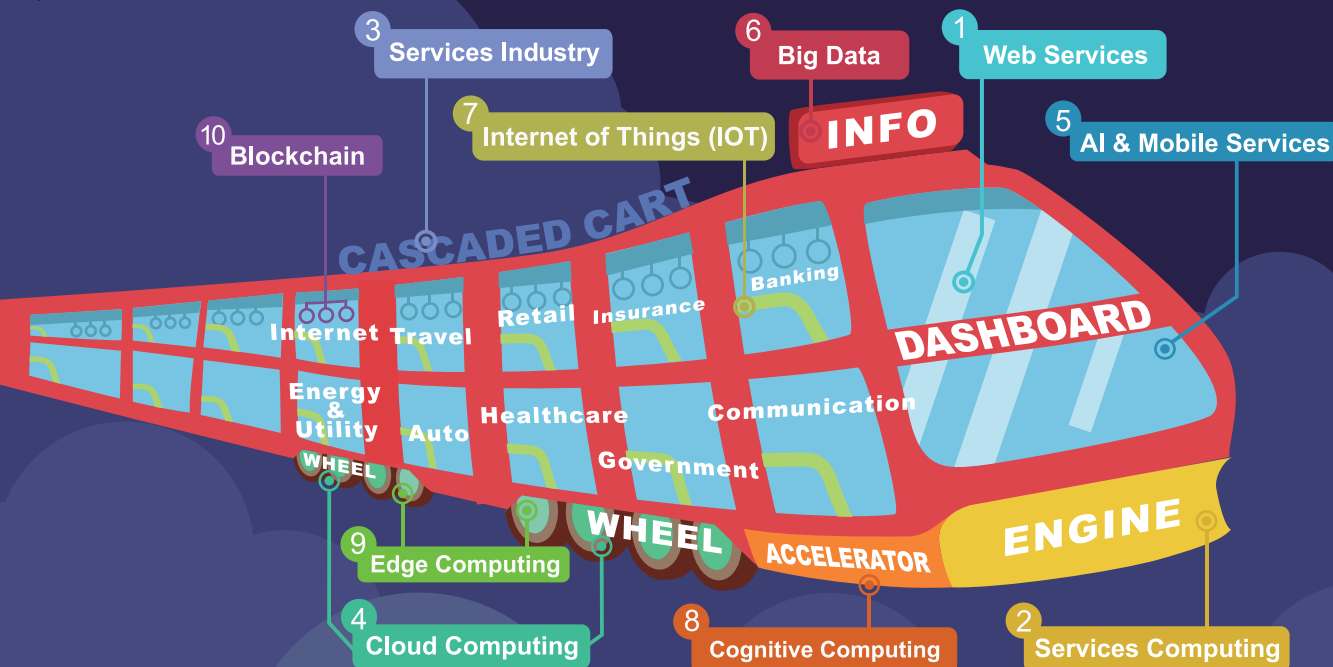 3
Services Industry
6
Big Data
1
Web Services
7
Internet of Things (IOT)
5
AI & Mobile Services
10
Blockchain
INFO
CASCADED CART
Banking
Insurance
Retail
Travel
Internet
DASHBOARD
Energy
&
Utility
Auto
Healthcare
Communication
Government
WHEEL
WHEEL
ACCELERATOR
ENGINE
9
Edge Computing
4
Cloud Computing
8
Cognitive Computing
2
Services Computing